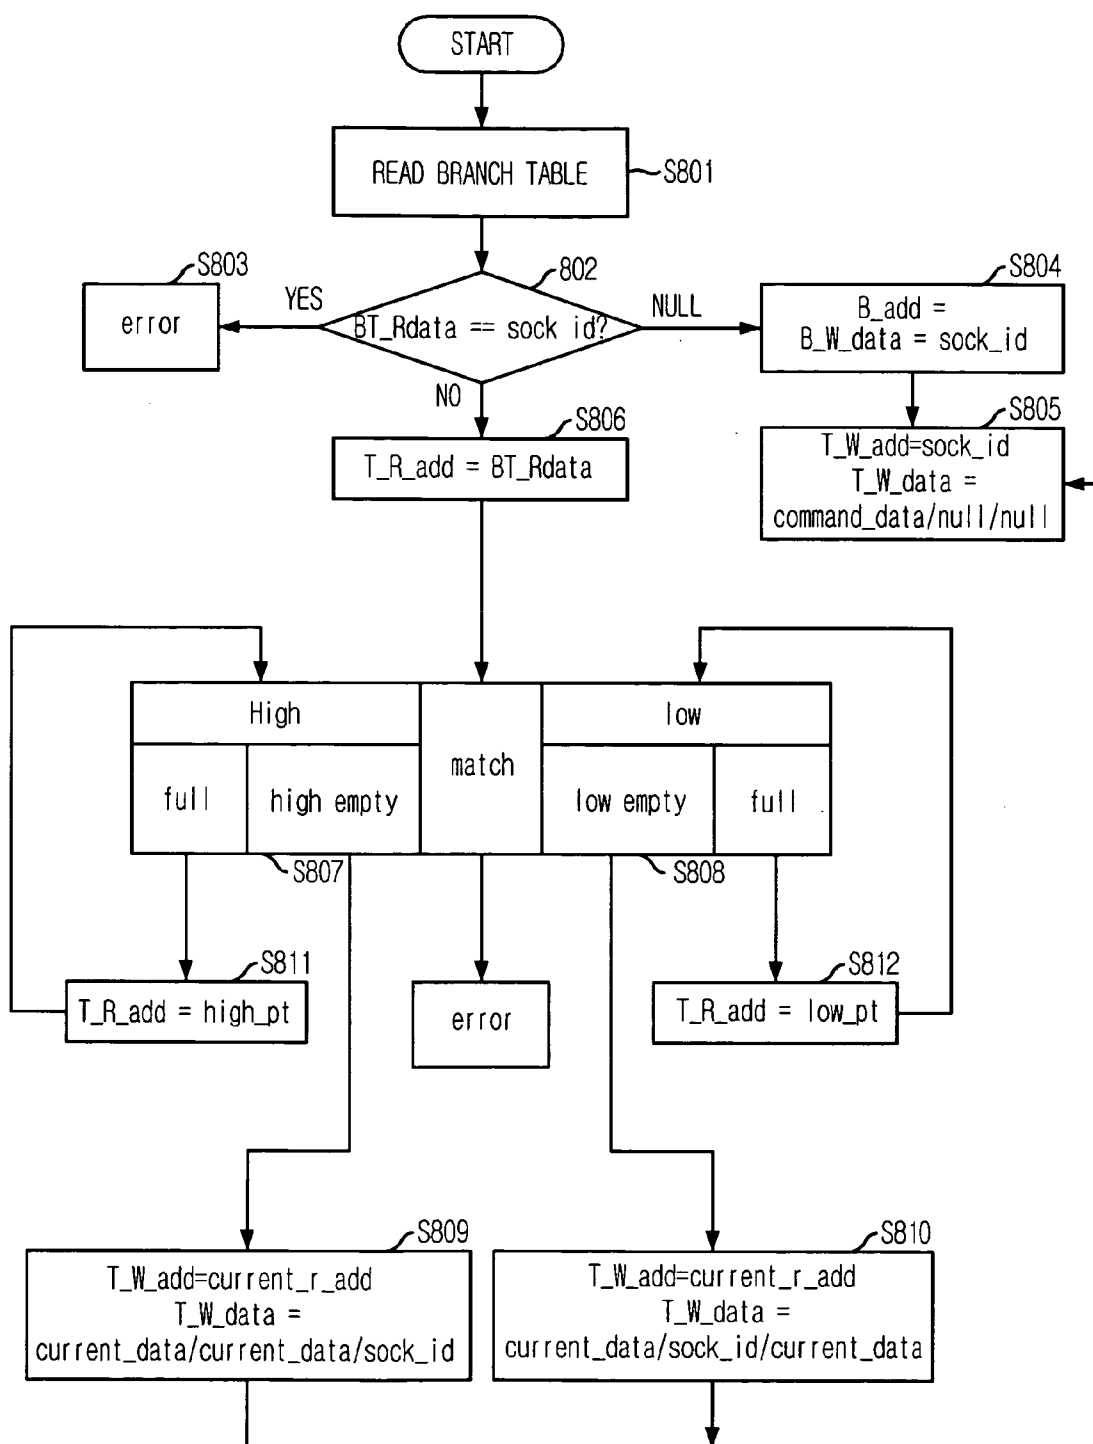 START
READ BRANCH TABLE
S801
802
BT_Rdata == sock id?
YES
S803
error
NULL
S804
B_add =
B_W_data = sock_id
S805
T_W_add=sock_id
T_W_data =
command_data/null/null
NO
S806
T_R_add = BT_Rdata
High
match
low
full
high empty
low empty
full
S807
S808
S811
T_R_add = high_pt
error
S812
T_R_add = low_pt
S809
T_W_add=current_r_add
T_W_data =
current_data/current_data/sock_id
S810
T_W_add=current_r_add
T_W_data =
current_data/sock_id/current_data